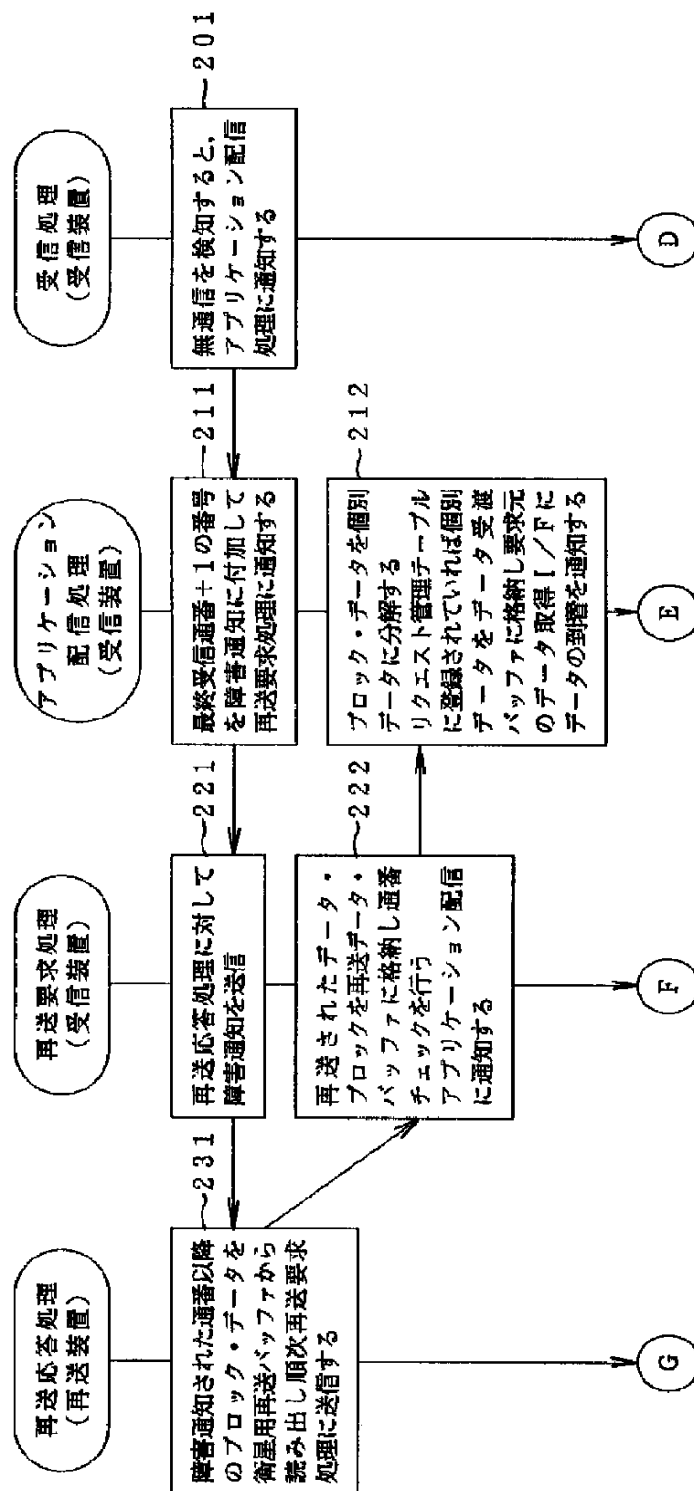 再送応答処理
(再送装置)
再送要求処理
(受信装置)
アプリケーション
配信処理
(受信装置)
受信処理
(受信装置)
201
無通信を検知すると,
アプリケーション配信
処理に通知する
211
最終受信通番+1の番号
を障害通知に付加して
再送要求処理に通知する
221
再送応答処理に対して
障害通知を送信
231
障害通知された通番以降
のブロック・データを
衛星用再送バッファから
読み出し順次再送要求
処理に送信する
222
再送されたデータ・
ブロックを再送データ・
バッファに格納し通番
チェックを行う
アプリケーション配信
に通知する
212
ブロック・データを個別
データに分解する
リクエスト管理テーブル
に登録されていれば個別
データをデータ受渡
バッファに格納し要求元
のデータ取得I/Fに
データの到着を通知する
G
F
E
D